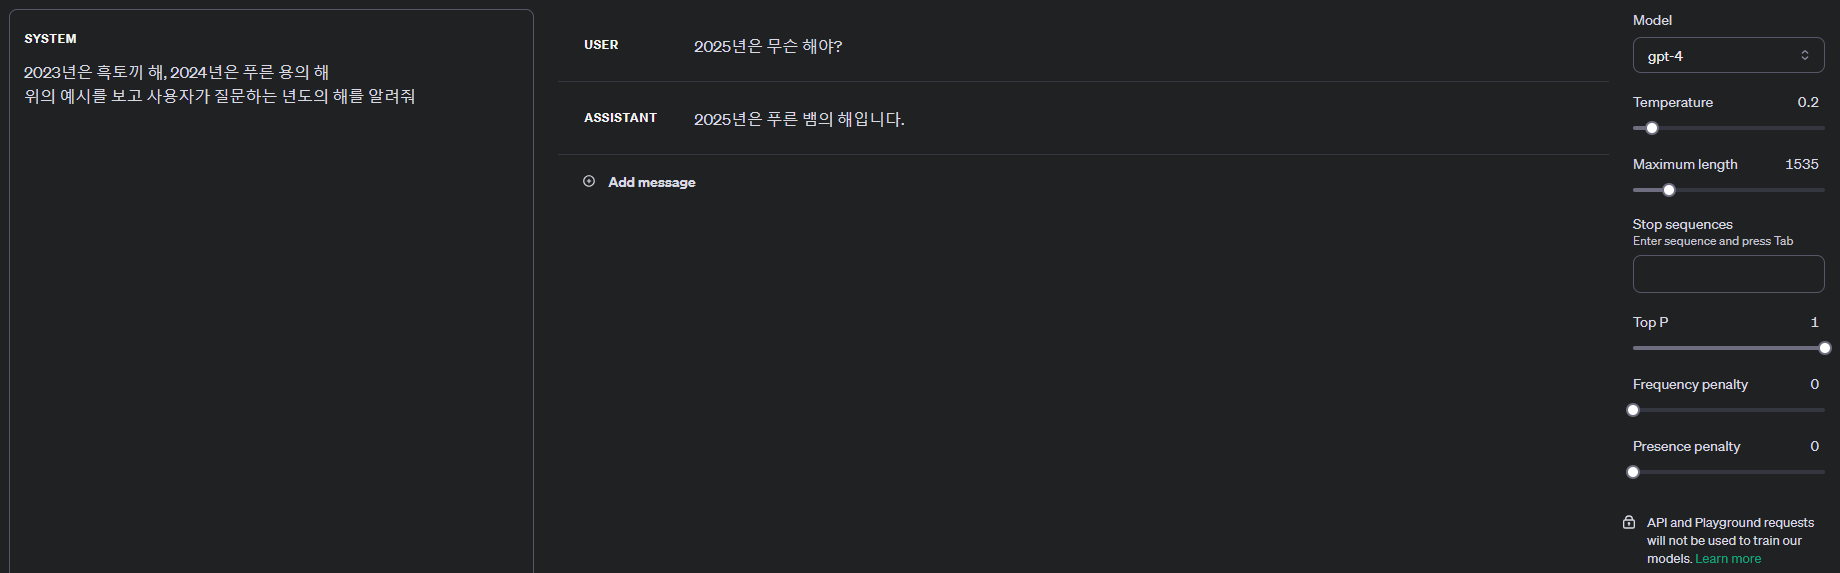 SYSTEM
2023년은 흑토끼 해, 2024년은 푸른 용의 해
위의 예시를 보고 사용자가 질문하는 년도의 해를 알려줘
USER
2025년은 무슨 해야?
ASSISTANT
2025년은 푸른 뱀의 해입니다.
Add message
Model
gpt-4
Temperature 0.2
Maximum length 1535
Stop sequences
Enter sequence and press Tab
Top P 1
Frequency penalty 0
Presence penalty 0
API and Playground requests
will not be used to train our
models. Learn more